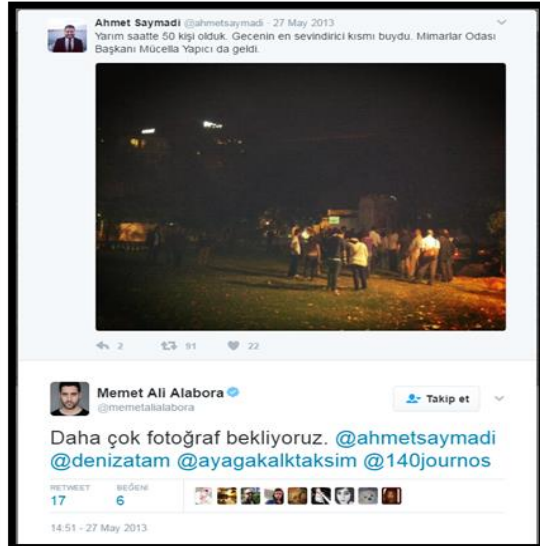 Ahmet Saymadi @ahmetsaymadi · 27 May 2013
Yarım saatte 50 kişi olduk. Gecenin en sevindirici kısmı buydu. Mimarlar Odası
Başkanı Mücella Yapıcı da geldi.
2 91 22
Memet Ali Alabora
@memetalialabora
Takip et
Daha çok fotoğraf bekliyoruz. @ahmetsaymadi
@denizatam @ayagakalktaksim @140journos
RETWEET BEĞENİ
17 6
14:51 - 27 May 2013